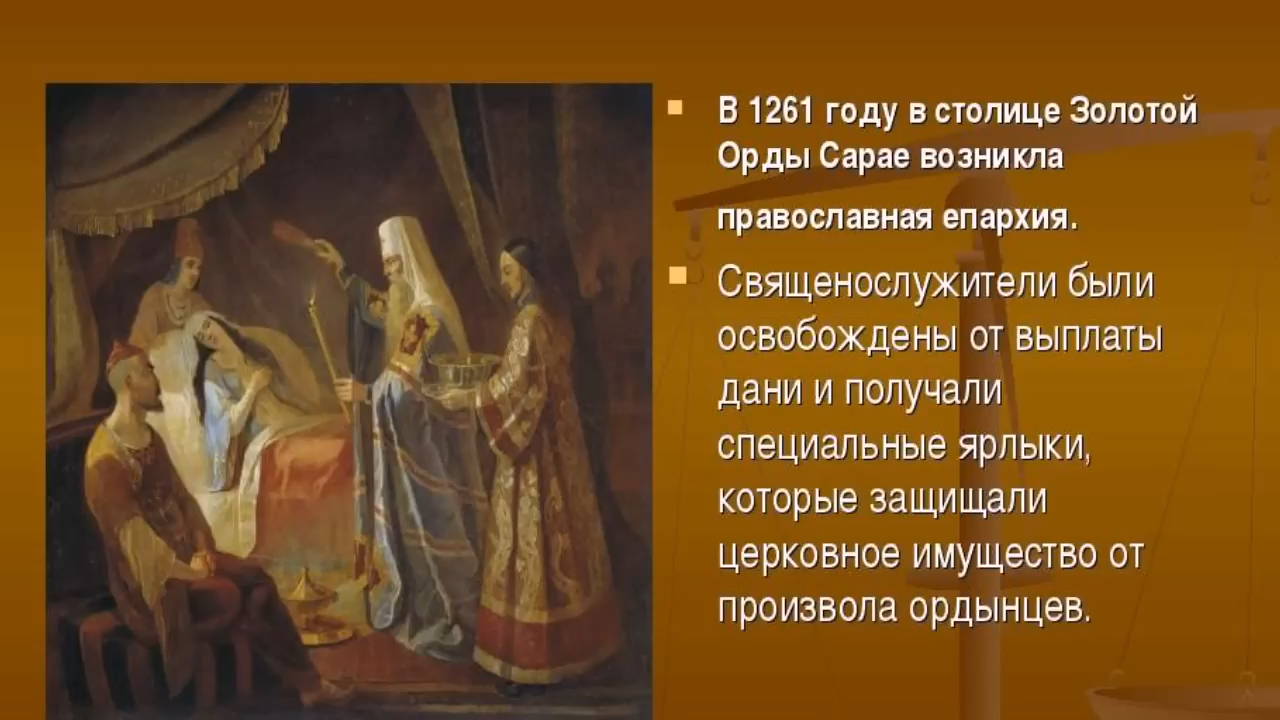 В 1261 году в столице Золотой
Орды Сарае возникла
православная епархия.
Священослужители были
освобождены от выплаты
дани и получали
специальные ярлыки,
которые защищали
церковное имущество от
произвола ордынцев.